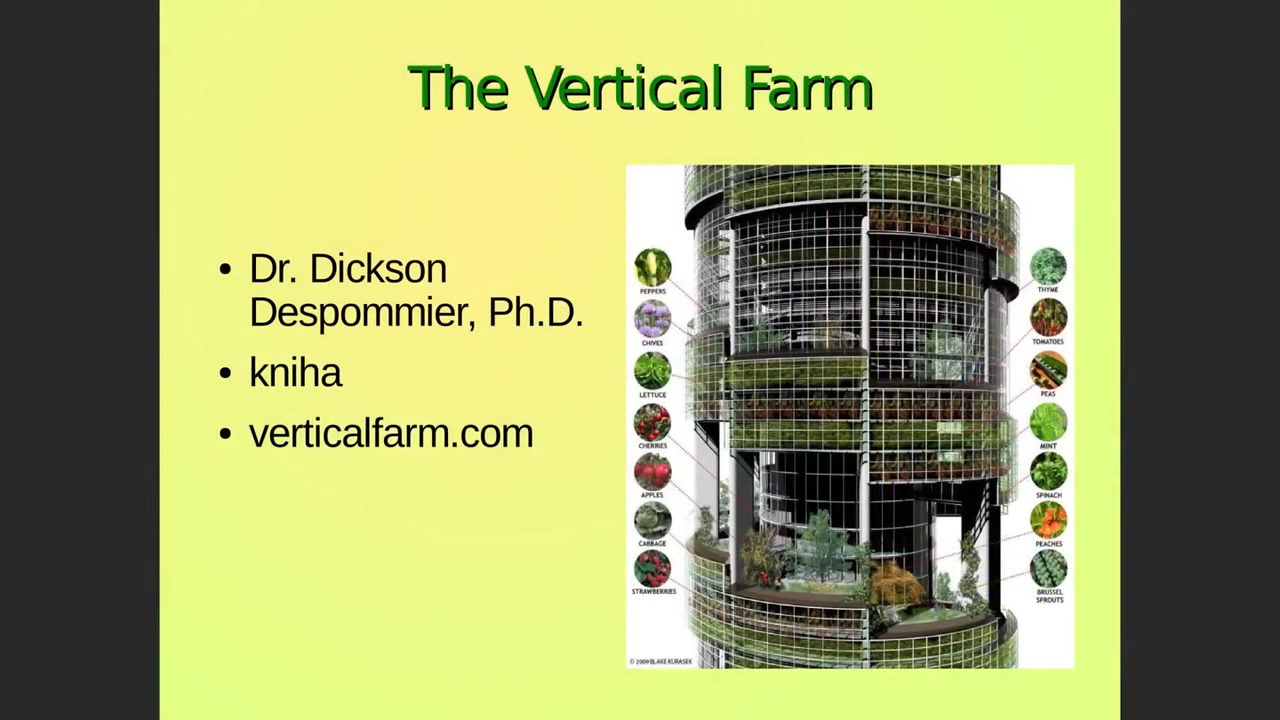 The Vertical Farm
• Dr. Dickson
Despommier, Ph.D.
• kniha
• verticalfarm.com
PEPPERS
CHIVES
LETTUCE
CHERRIES
APPLES
CABBAGE
STRAWBERRIES
THYME
TOMATOES
PEAS
MINT
SPINACH
PEACHES
BRUSSEL
SPROUTS
© 2009 BLAKE KURASEK